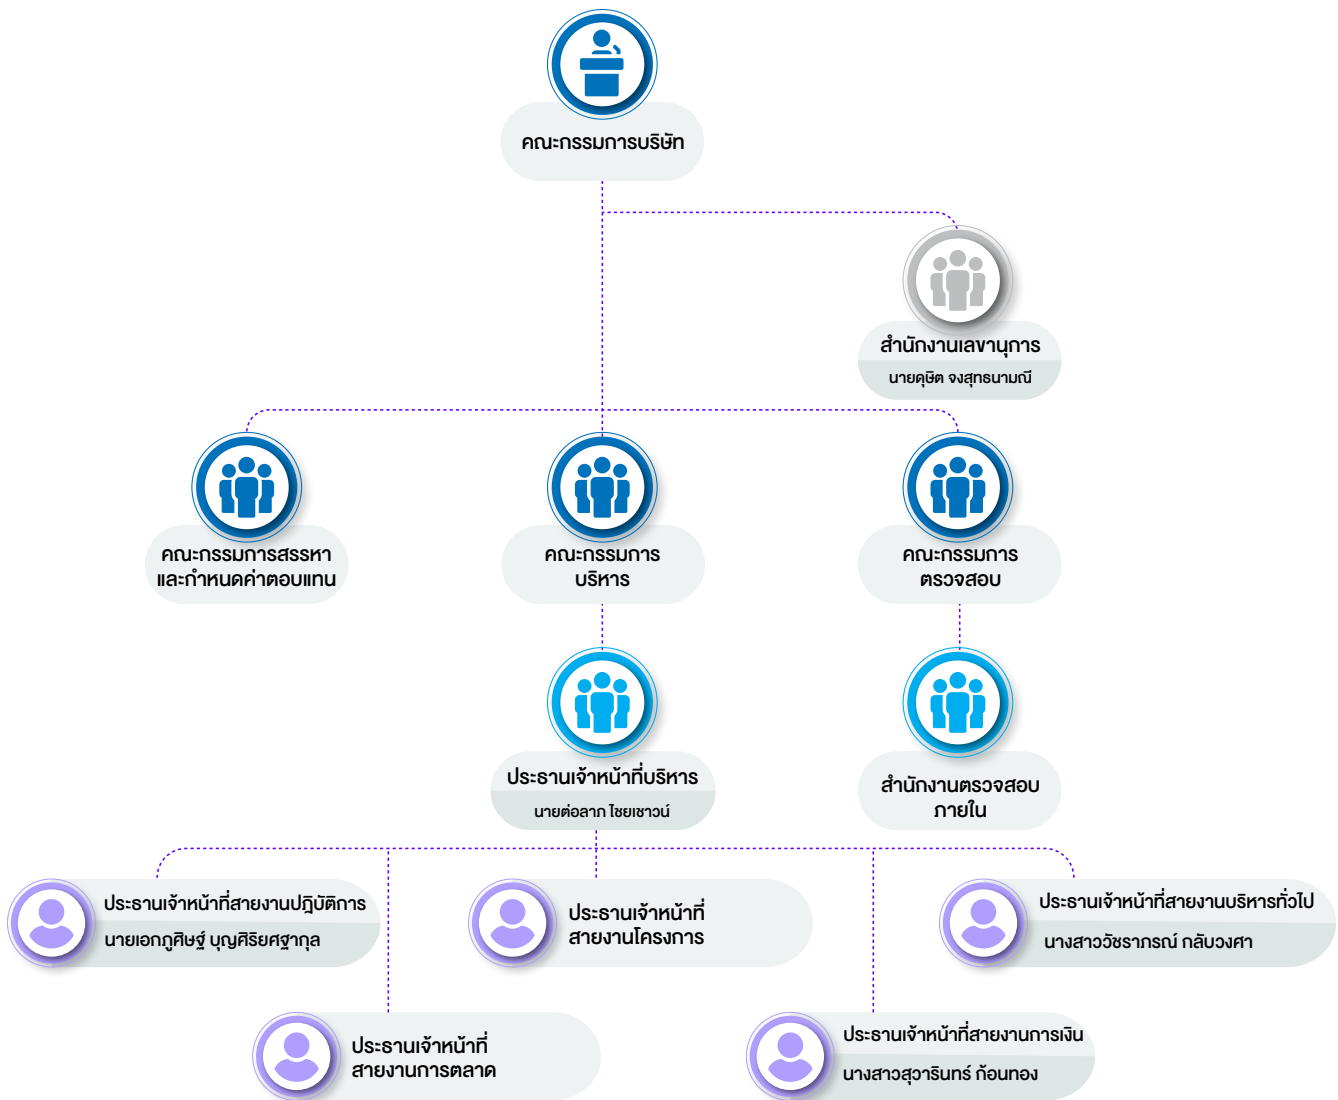 คณะกรรมการบริษัท
สำนักงานเลขานุการ
นายดุษิต จงสุทธนามณี
คณะกรรมการสรรหา
และกำหนดค่าตอบแทน
คณะกรรมการ
บริหาร
คณะกรรมการ
ตรวจสอบ
ประธานเจ้าหน้าที่บริหาร
นายต่อลาภ ไชยเชาวน์
สำนักงานตรวจสอบ
ภายใน
ประธานเจ้าหน้าที่สายงานปฎิบัติการ
นายเอกภูศิษฐ์ บุญศิริยศฐากุล
ประธานเจ้าหน้าที่
สายงานโครงการ
ประธานเจ้าหน้าที่สายงานบริหารทั่วไป
นางสาววัชราภรณ์ กลับวงศา
ประธานเจ้าหน้าที่
สายงานการตลาด
ประธานเจ้าหน้าที่สายงานการเงิน
นางสาวสุวารินทร์ ก้อนทอง